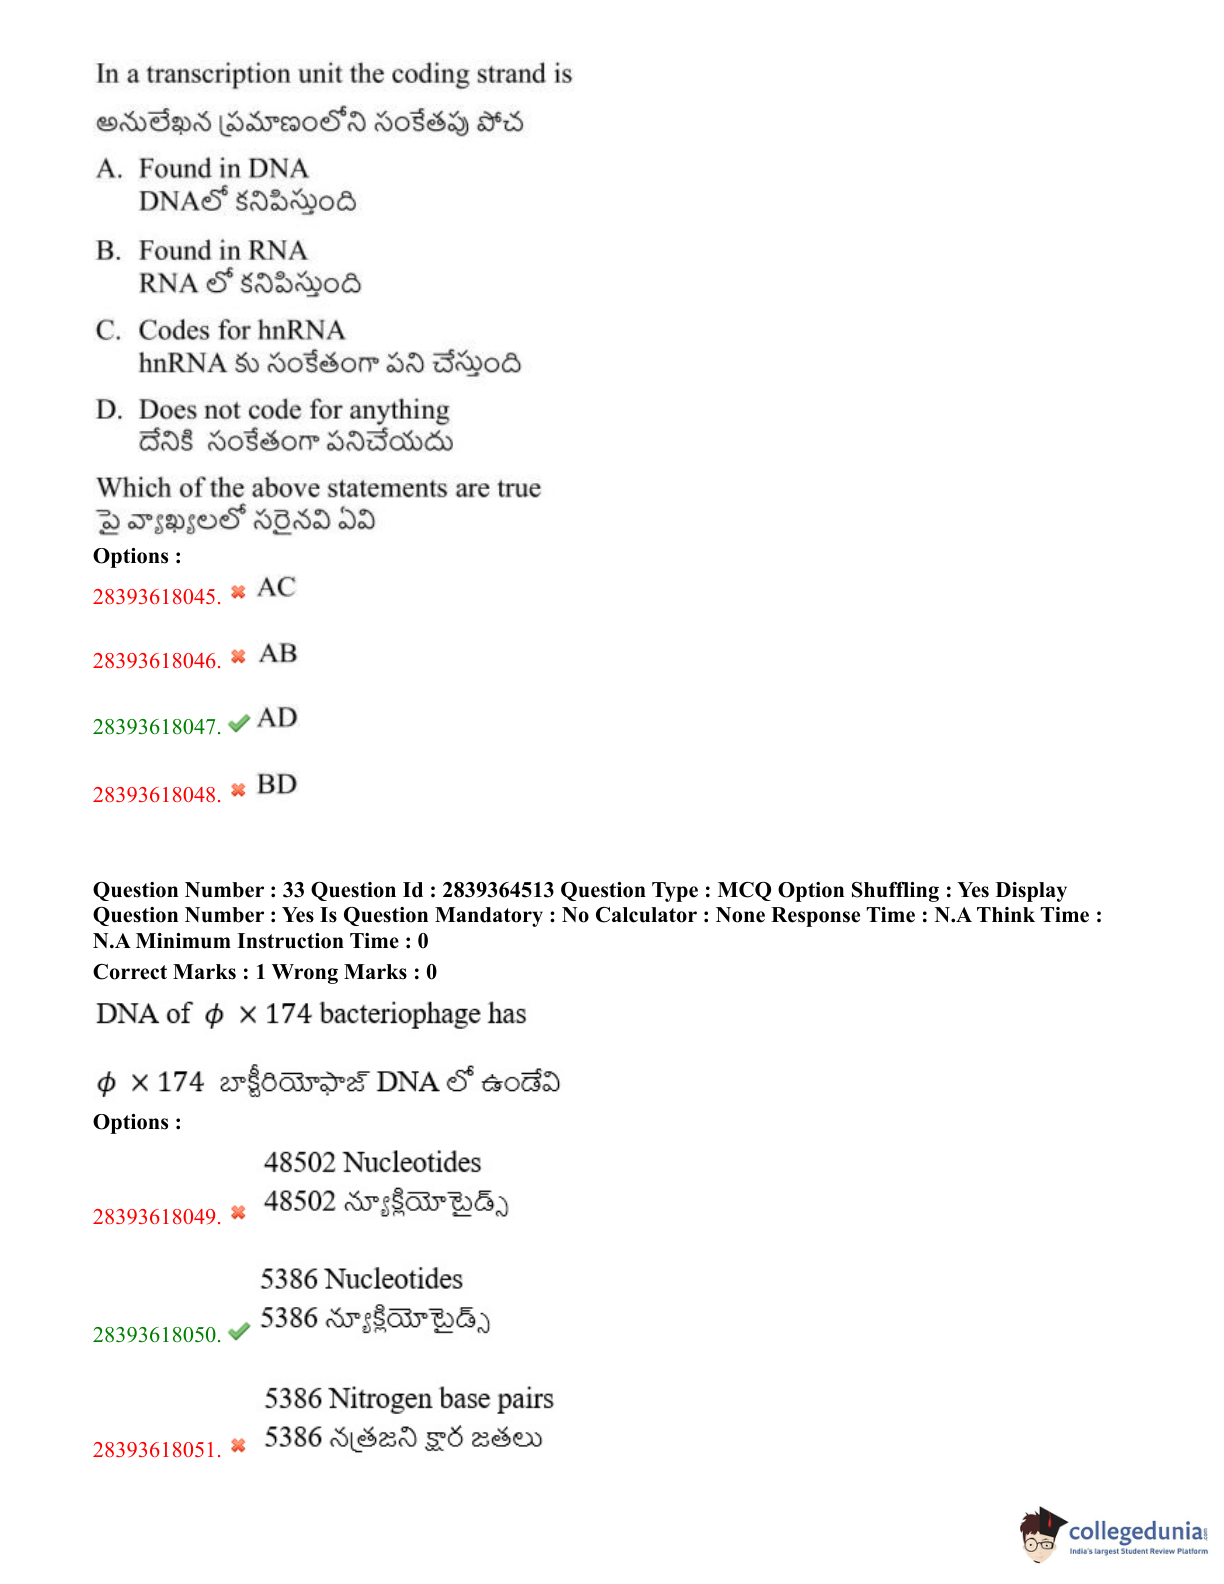 In a transcription unit the coding strand is
అనులేఖన ప్రమాణంలోని సంకేతపు పోచ
A. Found in DNA
DNAలో కనిపిస్తుంది
B. Found in RNA
RNA లో కనిపిస్తుంది
C. Codes for hnRNA
hnRNA కు సంకేతంగా పని చేస్తుంది
D. Does not code for anything
దేనికి సంకేతంగా పనిచేయదు
Which of the above statements are true
పై వ్యాఖ్యలలో సరైనవి ఏవి
Options :
28393618045. ✖ AC
28393618046. ✖ AB
28393618047. ✔ AD
28393618048. ✖ BD
Question Number : 33 Question Id : 2839364513 Question Type : MCQ Option Shuffling : Yes Display
Question Number : Yes Is Question Mandatory : No Calculator : None Response Time : N.A Think Time :
N.A Minimum Instruction Time : 0
Correct Marks : 1 Wrong Marks : 0
DNA of ϕ × 174 bacteriophage has
ϕ × 174 బాక్టీరియోఫాజ్ DNA లో ఉండేవి
Options :
48502 Nucleotides
28393618049. ✖ 48502 న్యూక్లియోటైడ్స్
5386 Nucleotides
28393618050. ✔ 5386 న్యూక్లియోటైడ్స్
5386 Nitrogen base pairs
28393618051. ✖ 5386 నత్రజని క్షార జతలు
collegedunia.com
India's largest Student Review Platform